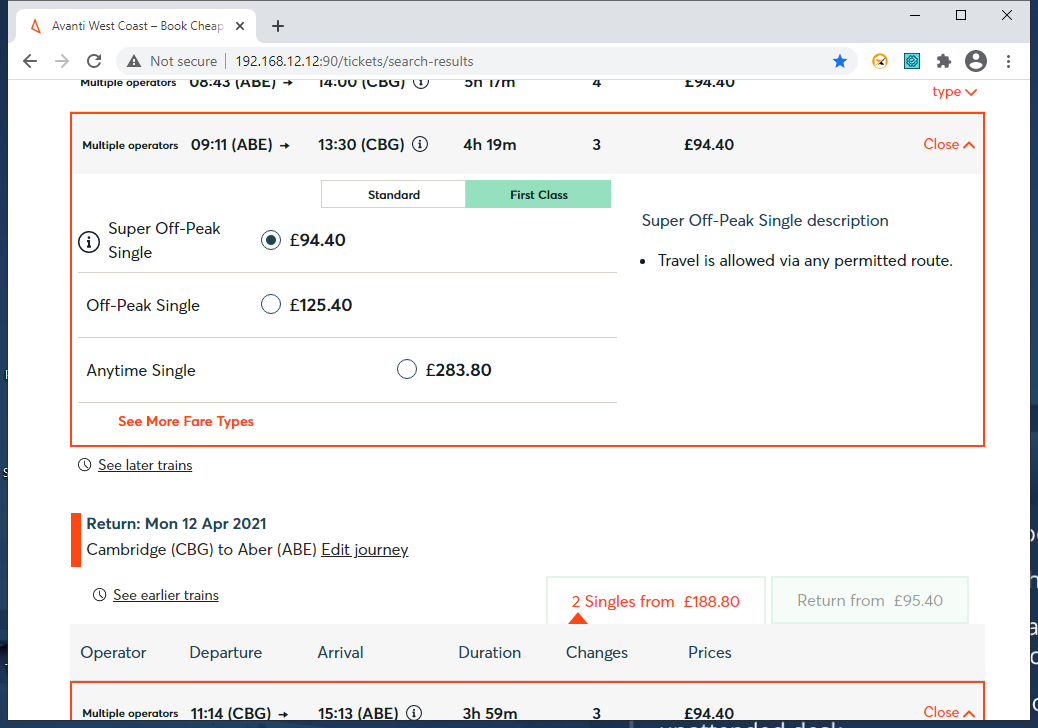 Avanti West Coast – Book Cheap
Not secure | 192.168.12.12:90/tickets/search-results
Multiple operators 08:43 (ABE) → 14:00 (CBG) 5h 17m 4 £94.40
type
Multiple operators 09:11 (ABE) → 13:30 (CBG) 4h 19m 3 £94.40 Close
Standard First Class
Super Off-Peak Single £94.40
Super Off-Peak Single description
• Travel is allowed via any permitted route.
Off-Peak Single £125.40
Anytime Single £283.80
See More Fare Types
See later trains
Return: Mon 12 Apr 2021
Cambridge (CBG) to Aber (ABE) Edit journey
See earlier trains
2 Singles from £188.80 Return from £95.40
Operator Departure Arrival Duration Changes Prices
Multiple operators 11:14 (CBG) → 15:13 (ABE) 3h 59m 3 £94.40 Close